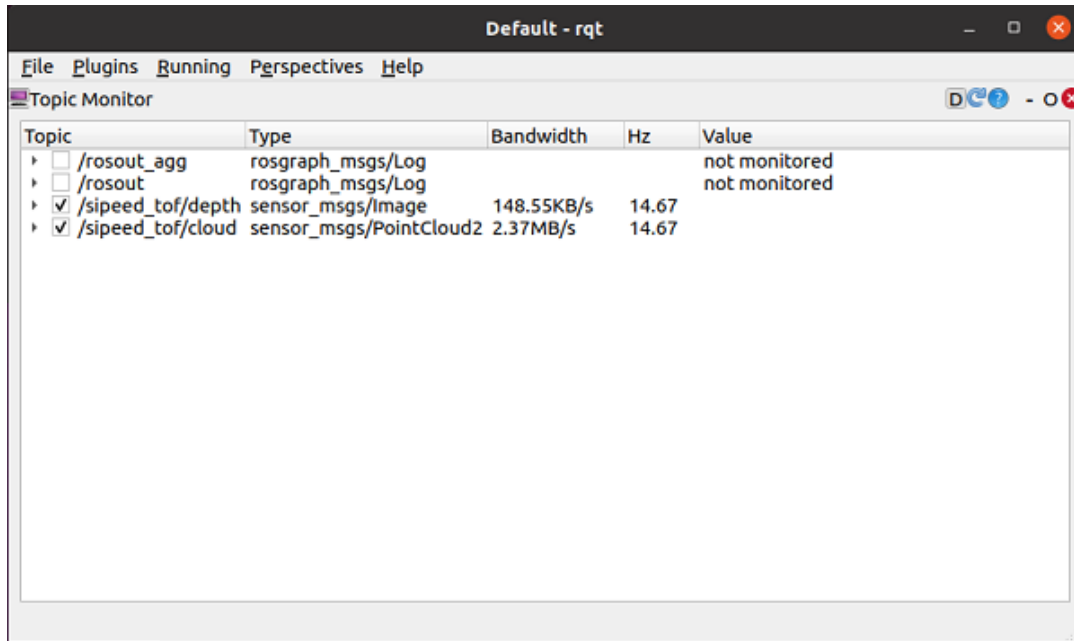 Default - rqt
File Plugins Running Perspectives Help
Topic Monitor D - O
Topic Type Bandwidth Hz Value
/rosout_agg rosgraph_msgs/Log not monitored
/rosout rosgraph_msgs/Log not monitored
/sipeed_tof/depth sensor_msgs/Image 148.55KB/s 14.67
/sipeed_tof/cloud sensor_msgs/PointCloud2 2.37MB/s 14.67